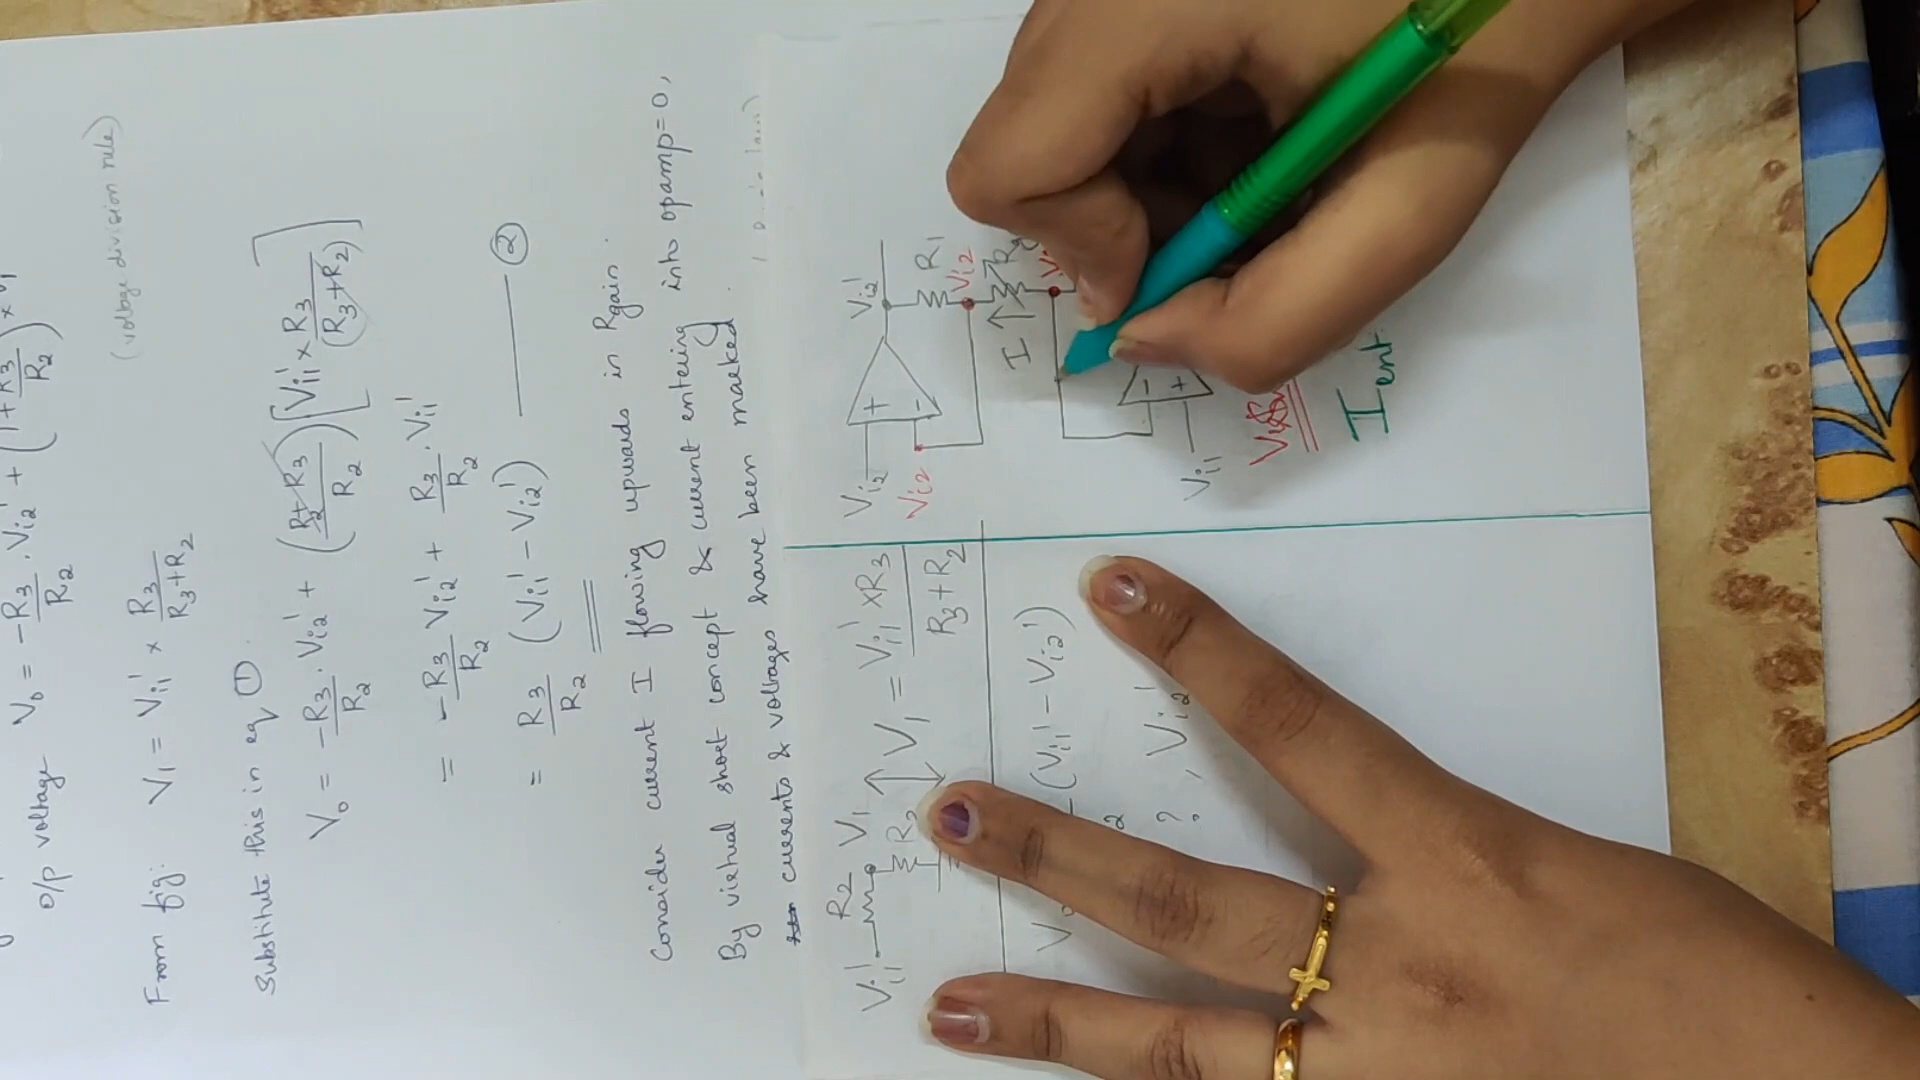 o/p voltage V₀ = -R₃/R₂ . Vi₂' + (1 + R₃/R₂) ×
From fig: V₁ = Vi₁' × R₃/(R₃+R₂) (voltage division rule)
Substitute this in eq ①.
V₀ = -R₃/R₂ . Vi₂' + ((R₂+R₃)/R₂) [Vi₁' × R₃/(R₃+R₂)]
= -R₃/R₂ Vi₂' + R₃/R₂ . Vi₁'
= R₃/R₂ (Vi₁' - Vi₂') ②
Consider current I flowing upwards in Rgain.
By virtual short concept & current entering into opamp=0,
currents & voltages have been marked.
Vi₁' R₂ V₁
V₁ = Vi₁' × R₃/(R₃+R₂)
(Vi₁' - Vi₂')
? , Vi₂'
Vi₂ + - Vi₂'
Vi₂ R₁
Vi₂
I
- +
Vi₁
I ent